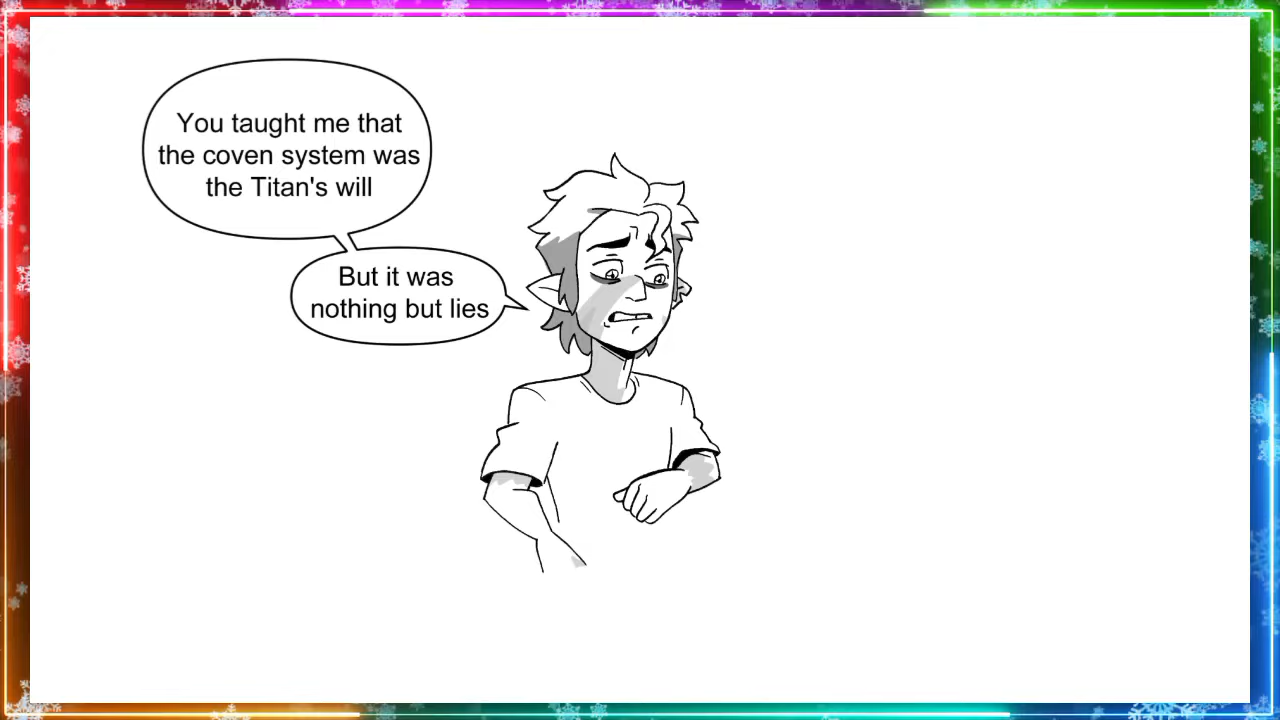 You taught me that
the coven system was
the Titan's will
But it was
nothing but lies